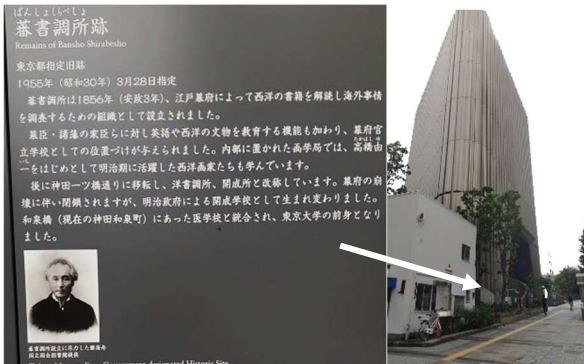 ばんしょしらべしょ
蕃書調所跡
Remains of Bansho Shirabesho
東京都指定旧跡
1955年（昭和30年）3月28日指定
蕃書調所は1856年（安政3年）、江戸幕府によって西洋の書籍を解読し海外事情
を調査するための組織として設立されました。
幕臣・諸藩の家臣らに対し英語や西洋の文物を教育する機能も加わり、幕府官
立学校としての位置づけが与えられました。内部に置かれた画学局では、高橋由
一をはじめとして明治期に活躍した西洋画家たちも学んでいます。
後に神田一ツ橋通りに移転し、洋書調所、開成所と改称しています。幕府の崩
壊に伴い閉鎖されますが、明治政府による開成学校として生まれ変わりました。
和泉橋（現在の神田和泉町）にあった医学校と統合され、東京大学の前身となり
ました。
蕃書調所設立に尽力した勝海舟
国立国会図書館提供
Government designated Historic Site